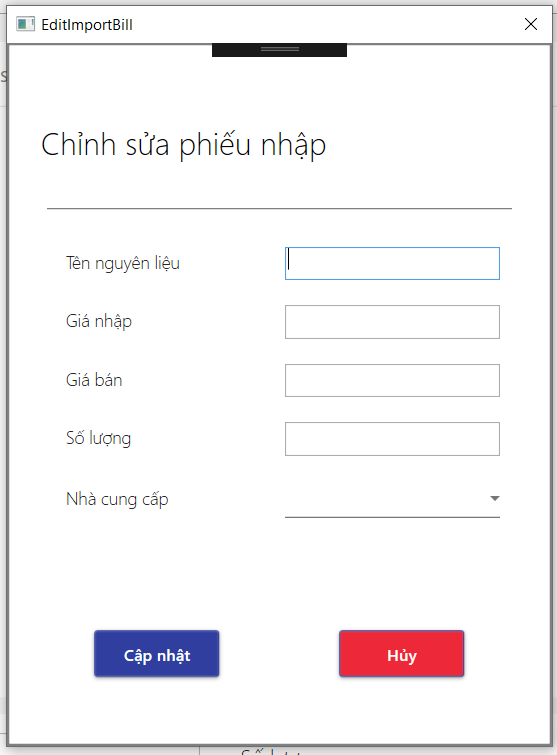 EditImportBill
Chỉnh sửa phiếu nhập
Tên nguyên liệu
Giá nhập
Giá bán
Số lượng
Nhà cung cấp
Cập nhật
Hủy